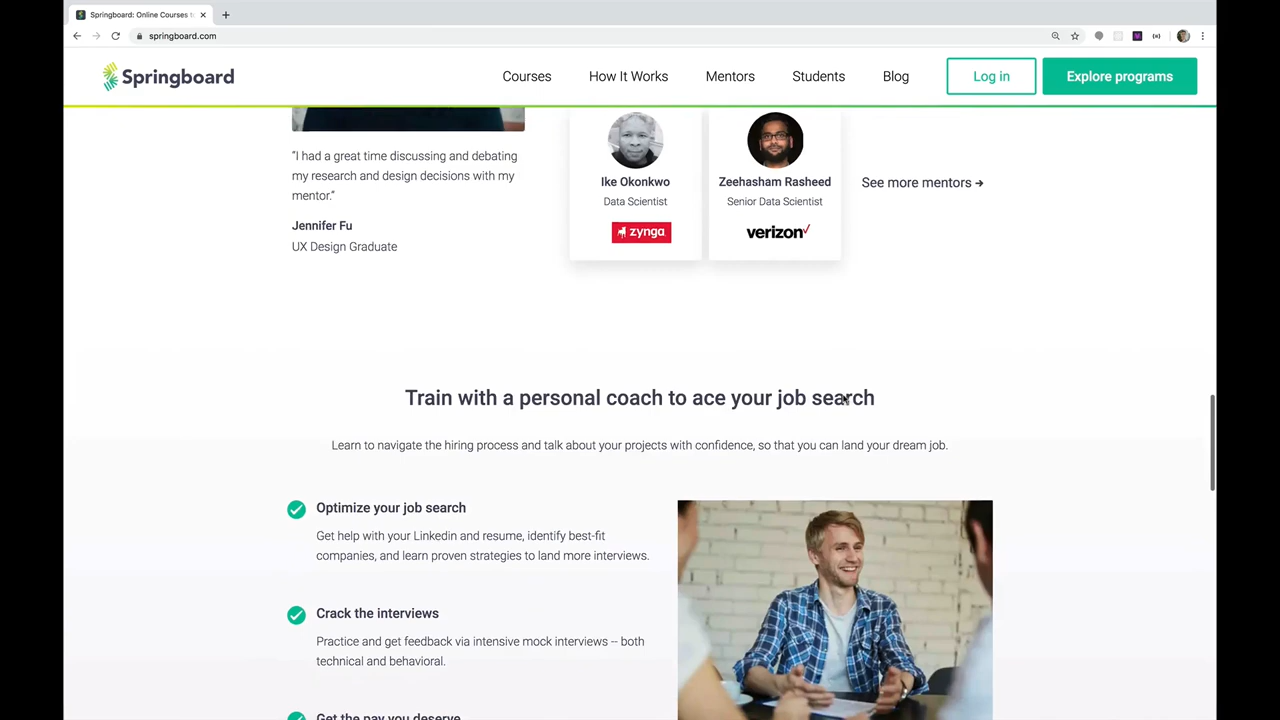 Springboard: Online Courses t
springboard.com
Springboard
Courses
How It Works
Mentors
Students
Blog
Log in
Explore programs
“I had a great time discussing and debating
my research and design decisions with my
mentor.”
Jennifer Fu
UX Design Graduate
Ike Okonkwo
Data Scientist
zynga
Zeehasham Rasheed
Senior Data Scientist
verizon
See more mentors →
Train with a personal coach to ace your job search
Learn to navigate the hiring process and talk about your projects with confidence, so that you can land your dream job.
Optimize your job search
Get help with your Linkedin and resume, identify best-fit
companies, and learn proven strategies to land more interviews.
Crack the interviews
Practice and get feedback via intensive mock interviews -- both
technical and behavioral.
Get the pay you deserve